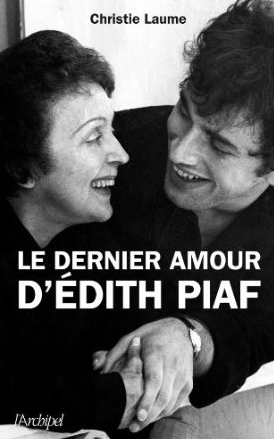 Christie Laume
LE DERNIER AMOUR
D'ÉDITH PIAF
l'Archipel